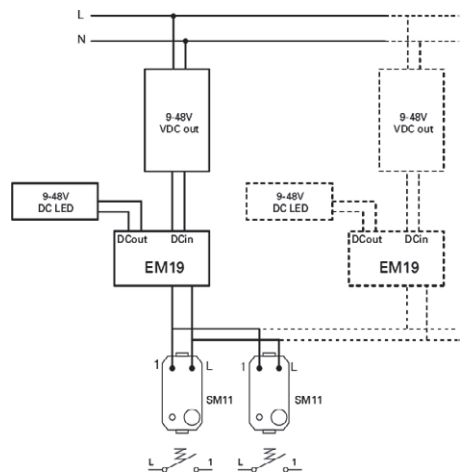 L
N
9-48V
VDC out
9-48V
VDC out
9-48V
DC LED
9-48V
DC LED
DCout DCin
EM19
DCout DCin
EM19
1 L
SM11
1 L
SM11
L 1
L 1